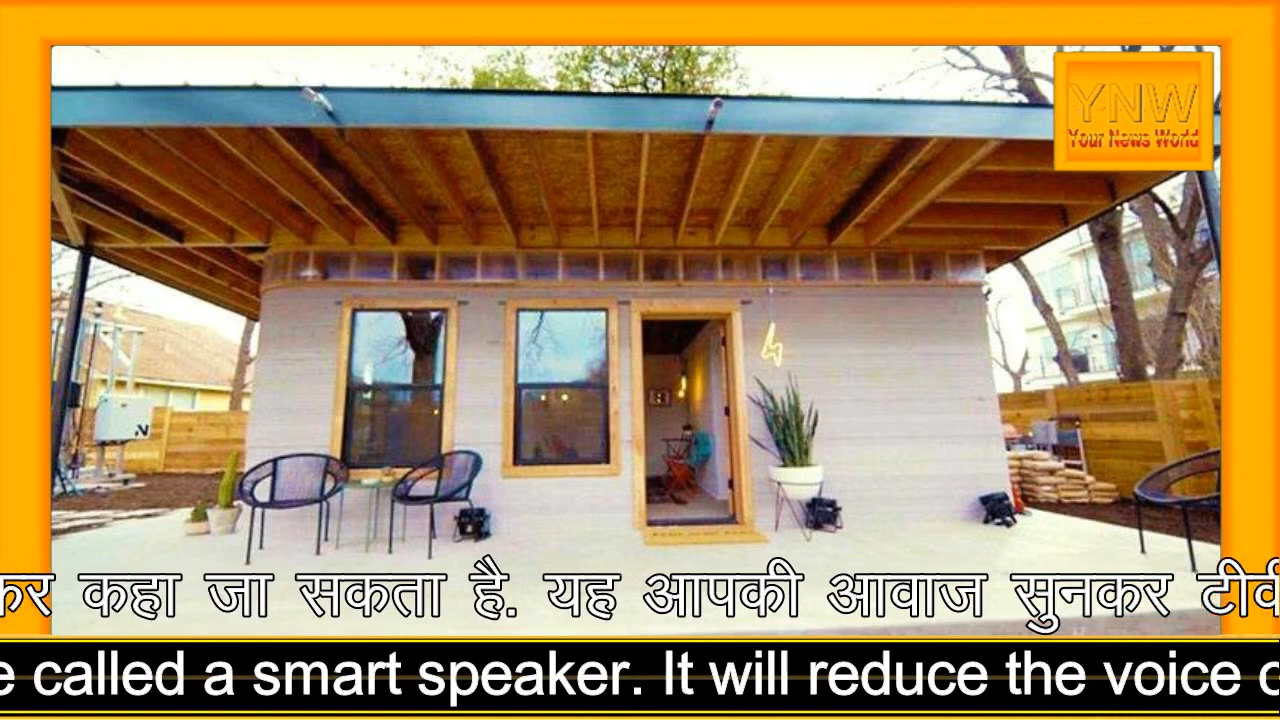 YNW
Your News World
N
कहा जा सकता है. यह आपकी आवाज सुनकर
called a smart speaker. It will reduce the voice